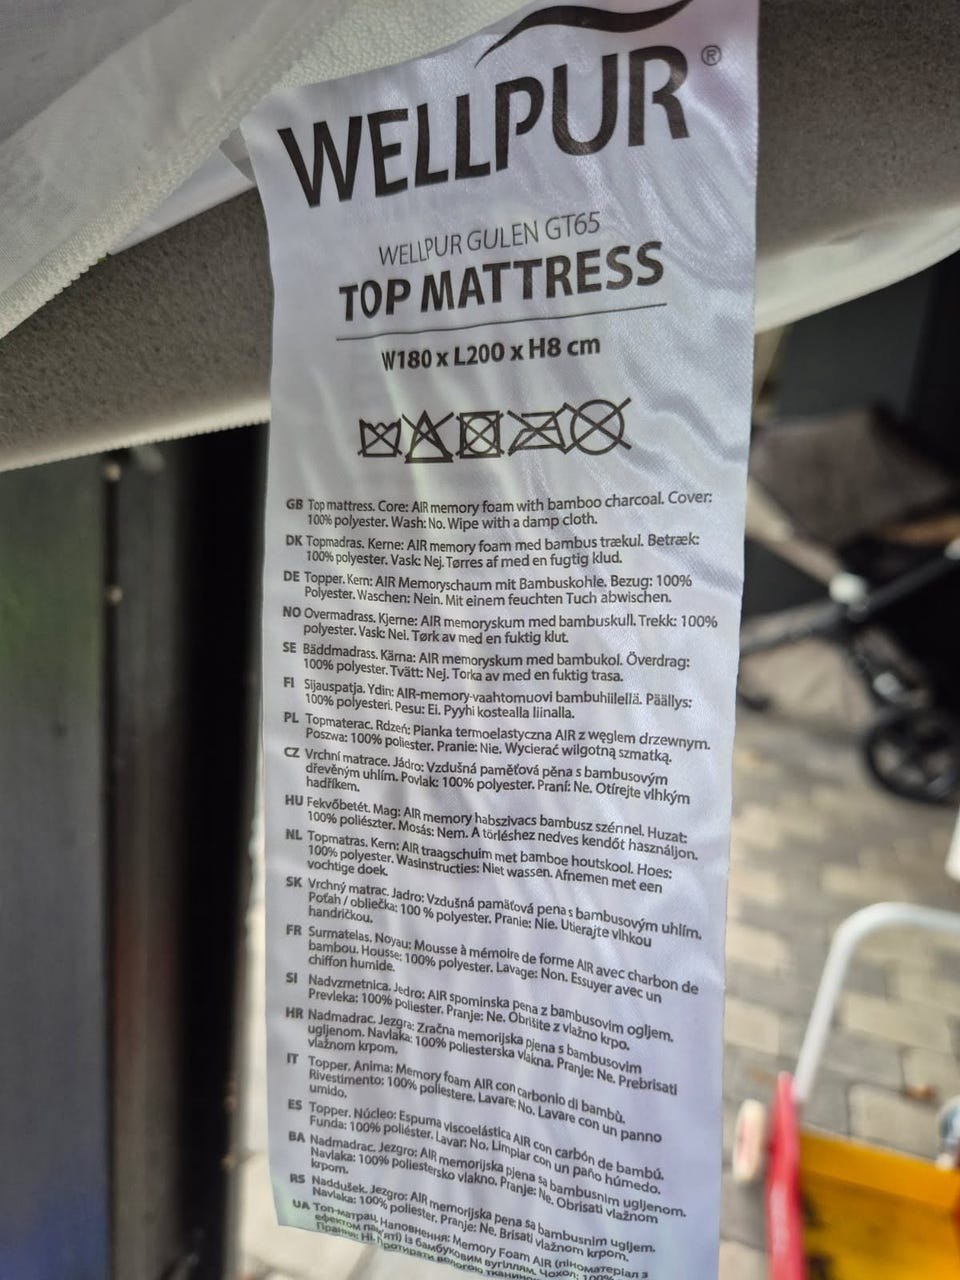 WELLPUR®
WELLPUR GULEN GT65
TOP MATTRESS
W180 x L200 x H8 cm
GB Top mattress. Core: AIR memory foam with bamboo charcoal. Cover:
100% polyester. Wash: No. Wipe with a damp cloth.
DK Topmadras. Kerne: AIR memory foam med bambus trækul. Betræk:
100% polyester. Vask: Nej. Tørres af med en fugtig klud.
DE Topper. Kern: AIR Memoryschaum mit Bambuskohle. Bezug: 100%
Polyester. Waschen: Nein. Mit einem feuchten Tuch abwischen.
NO Overmadrass. Kjerne: AIR memoryskum med bambuskull. Trekk: 100%
polyester. Vask: Nei. Tørk av med en fuktig klut.
SE Bäddmadrass. Kärna: AIR memoryskum med bambukol. Överdrag:
100% polyester. Tvätt: Nej. Torka av med en fuktig trasa.
FI Sijauspatja. Ydin: AIR-memory-vaahtomuovi bambuhiilellä. Päällys:
100% polyesteri. Pesu: Ei. Pyyhi kostealla liinalla.
PL Topmaterac. Rdzeń: Pianka termoelastyczna AIR z węglem drzewnym.
Poszwa: 100% poliester. Pranie: Nie. Wycierać wilgotną szmatką.
CZ Vrchní matrace. Jádro: Vzdušná paměťová pěna s bambusovým
dřevěným uhlím. Povlak: 100% polyester. Praní: Ne. Otírejte vlhkým
hadříkem.
HU Fekvőbetét. Mag: AIR memory habszivacs bambusz szénnel. Huzat:
100% poliészter. Mosás: Nem. A törléshez nedves kendőt használjon.
NL Topmatras. Kern: AIR traagschuim met bamboe houtskool. Hoes:
100% polyester. Wasinstructies: Niet wassen. Afnemen met een
vochtige doek.
SK Vrchný matrac. Jadro: Vzdušná pamäťová pena s bambusovým uhlím.
Poťah / obliečka: 100 % polyester. Pranie: Nie. Utierajte vlhkou
handričkou.
FR Surmatelas. Noyau: Mousse à mémoire de forme AIR avec charbon de
bambou. Housse: 100% polyester. Lavage: Non. Essuyer avec un
chiffon humide.
SI Nadvzmetnica. Jedro: AIR spominska pena z bambusovim ogljem.
Prevleka: 100% poliester. Pranje: Ne. Obrišite z vlažno krpo.
HR Nadmadrac. Jezgra: Zračna memorijska pjena s bambusovim
ugljenom. Navlaka: 100% poliesterska vlakna. Pranje: Ne. Prebrisati
vlažnom krpom.
IT Topper. Anima: Memory foam AIR con carbonio di bambù.
Rivestimento: 100% poliestere. Lavare: No. Lavare con un panno
umido.
ES Topper. Núcleo: Espuma viscoelástica AIR con carbón de bambú.
Funda: 100% poliéster. Lavar: No. Limpiar con un paño húmedo.
BA Nadmadrac. Jezgro: AIR memorijska pjena sa bambusnim ugljenom.
Navlaka: 100% poliestersko vlakno. Pranje: Ne. Obrisati vlažnom
krpom.
RS Naddušek. Jezgro: AIR memorijska pena sa bambusnim ugljem.
Navlaka: 100% poliester. Pranje: Ne. Brisati vlažnom krpom.
UA Топ-матрац. Наповнення: Memory Foam AIR (піноматеріал з
ефектом пам'яті) із бамбуковим вугіллям. Чохол: 100%
Прання: Ні. Протирати вологою